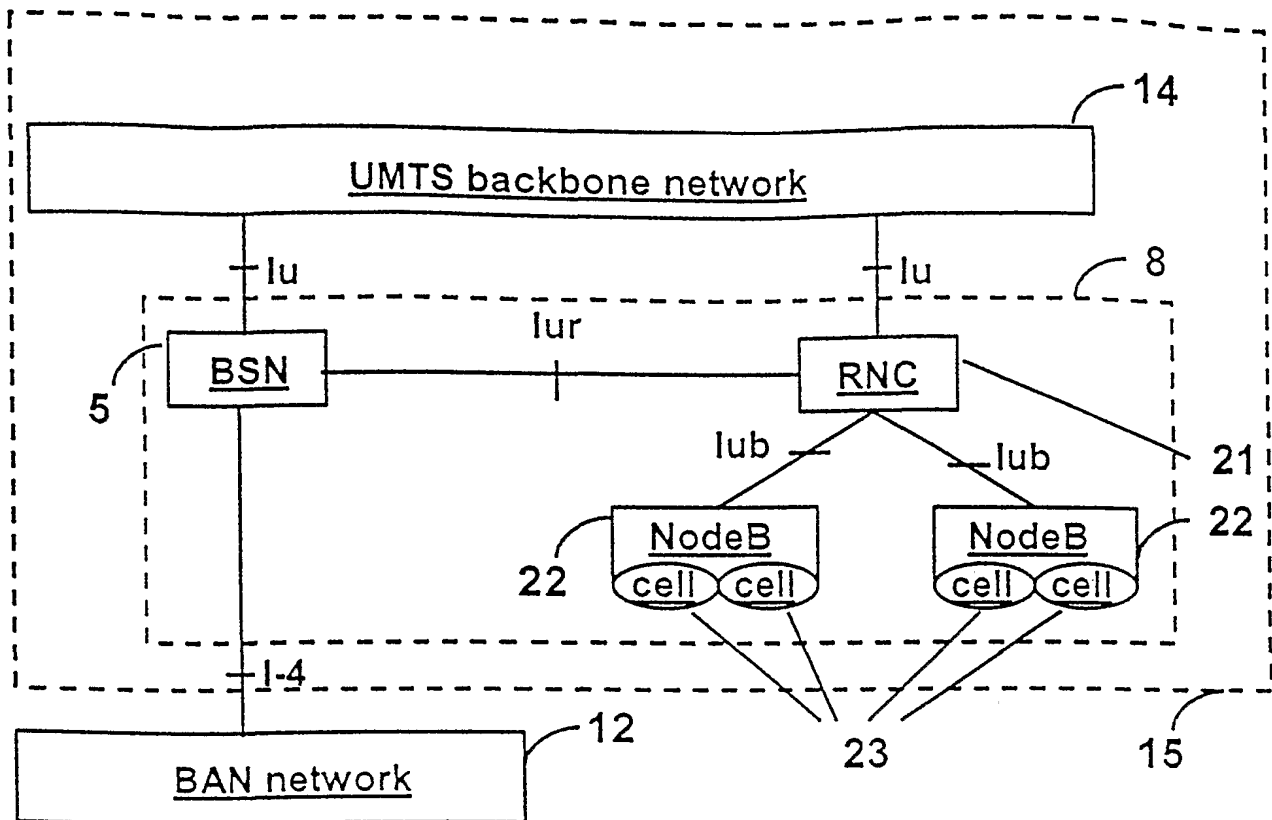 14
UMTS backbone network
Iu
Iu
8
Iur
5
BSN
RNC
Iub
Iub
21
22
NodeB
NodeB
22
cell
cell
cell
cell
I-4
12
23
15
BAN network